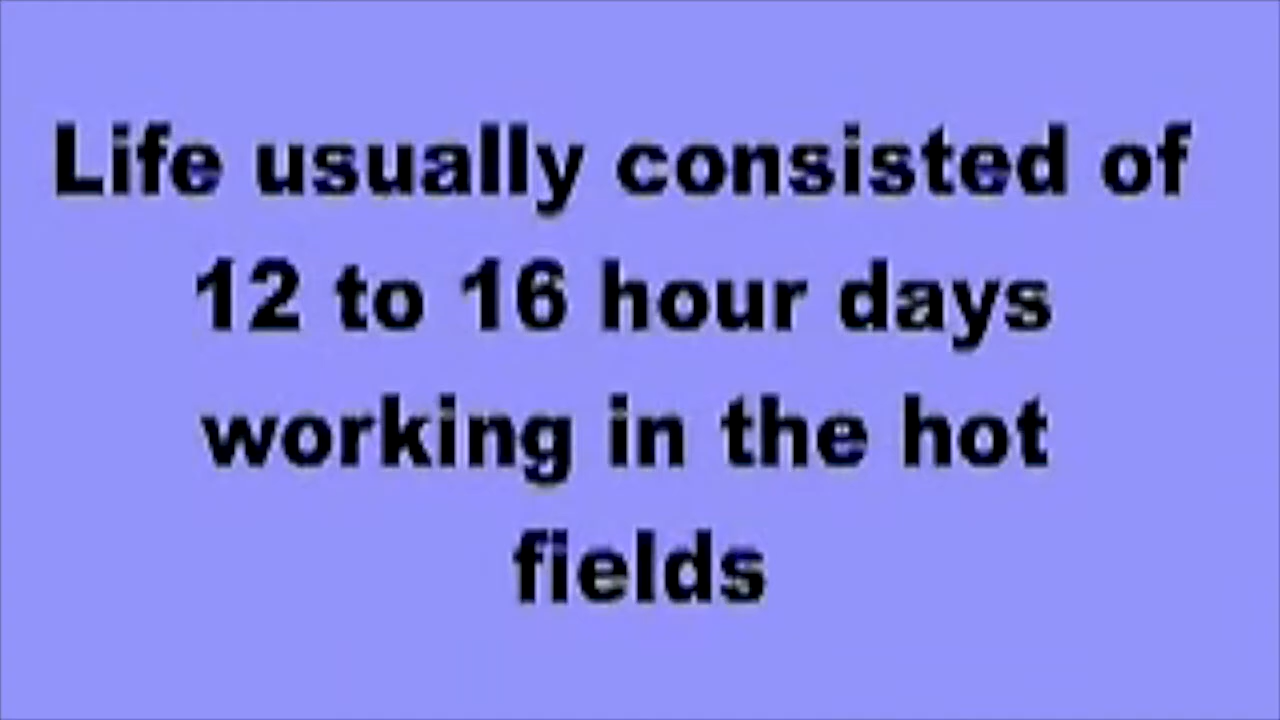 Life usually consisted of
12 to 16 hour days
working in the hot
fields